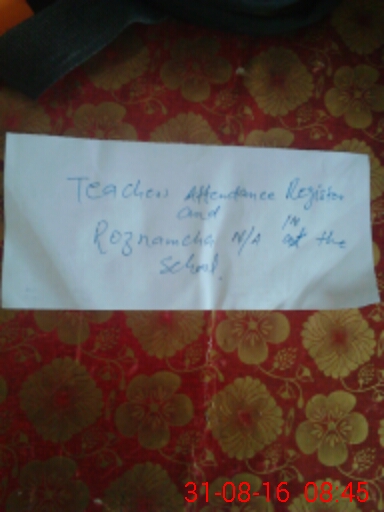 Teachers Attendance Register
and
Roznamcha N/A IN at the
School.
31-08-16 08:45